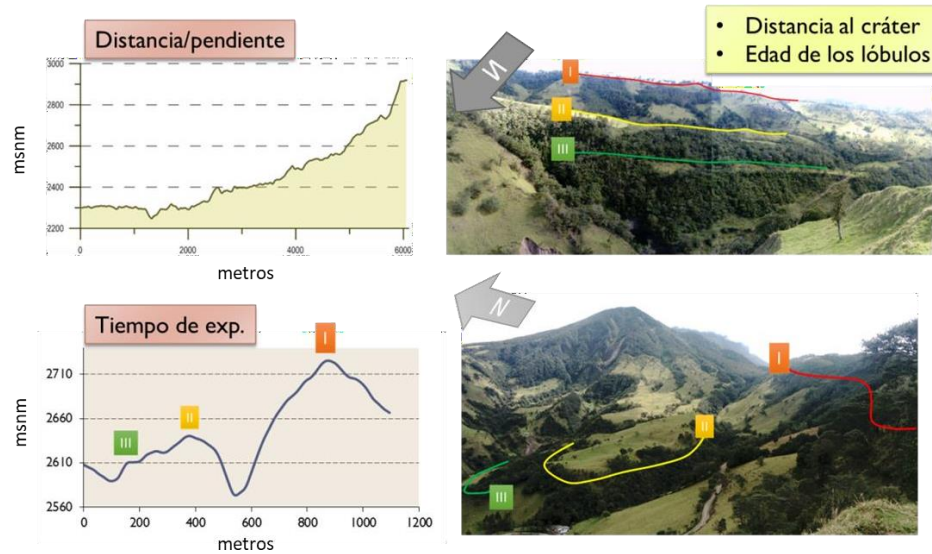 Distancia/pendiente
msnm
3000
2800
2600
2400
2200
0
2000
4000
6000
metros
• Distancia al cráter
• Edad de los lóbulos
N
I
II
III
Tiempo de exp.
msnm
2710
2660
2610
2560
I
II
III
0
200
400
600
800
1000
1200
metros
N
I
II
III